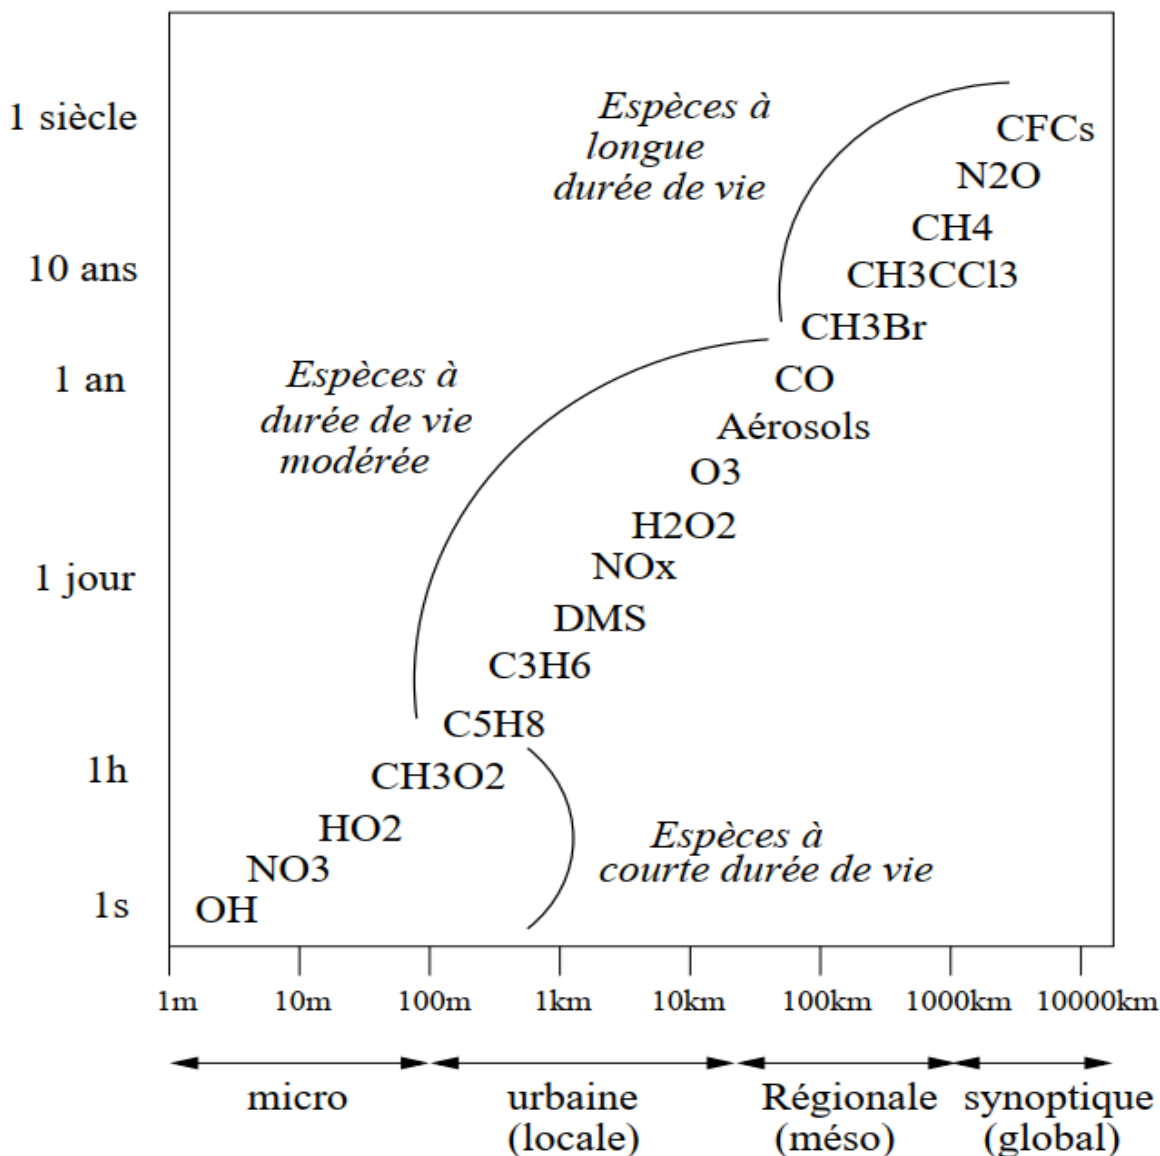 1 siècle
Espèces à
longue
durée de vie
CFCs
N2O
CH4
10 ans
CH3CCl3
CH3Br
1 an
Espèces à
durée de vie
modérée
CO
Aérosols
O3
H2O2
1 jour
NOx
DMS
C3H6
C5H8
1h
CH3O2
HO2
Espèces à
courte durée de vie
NO3
1s
OH
1m 10m 100m 1km 10km 100km 1000km 10000km
micro urbaine Régionale synoptique
(locale) (méso) (global)